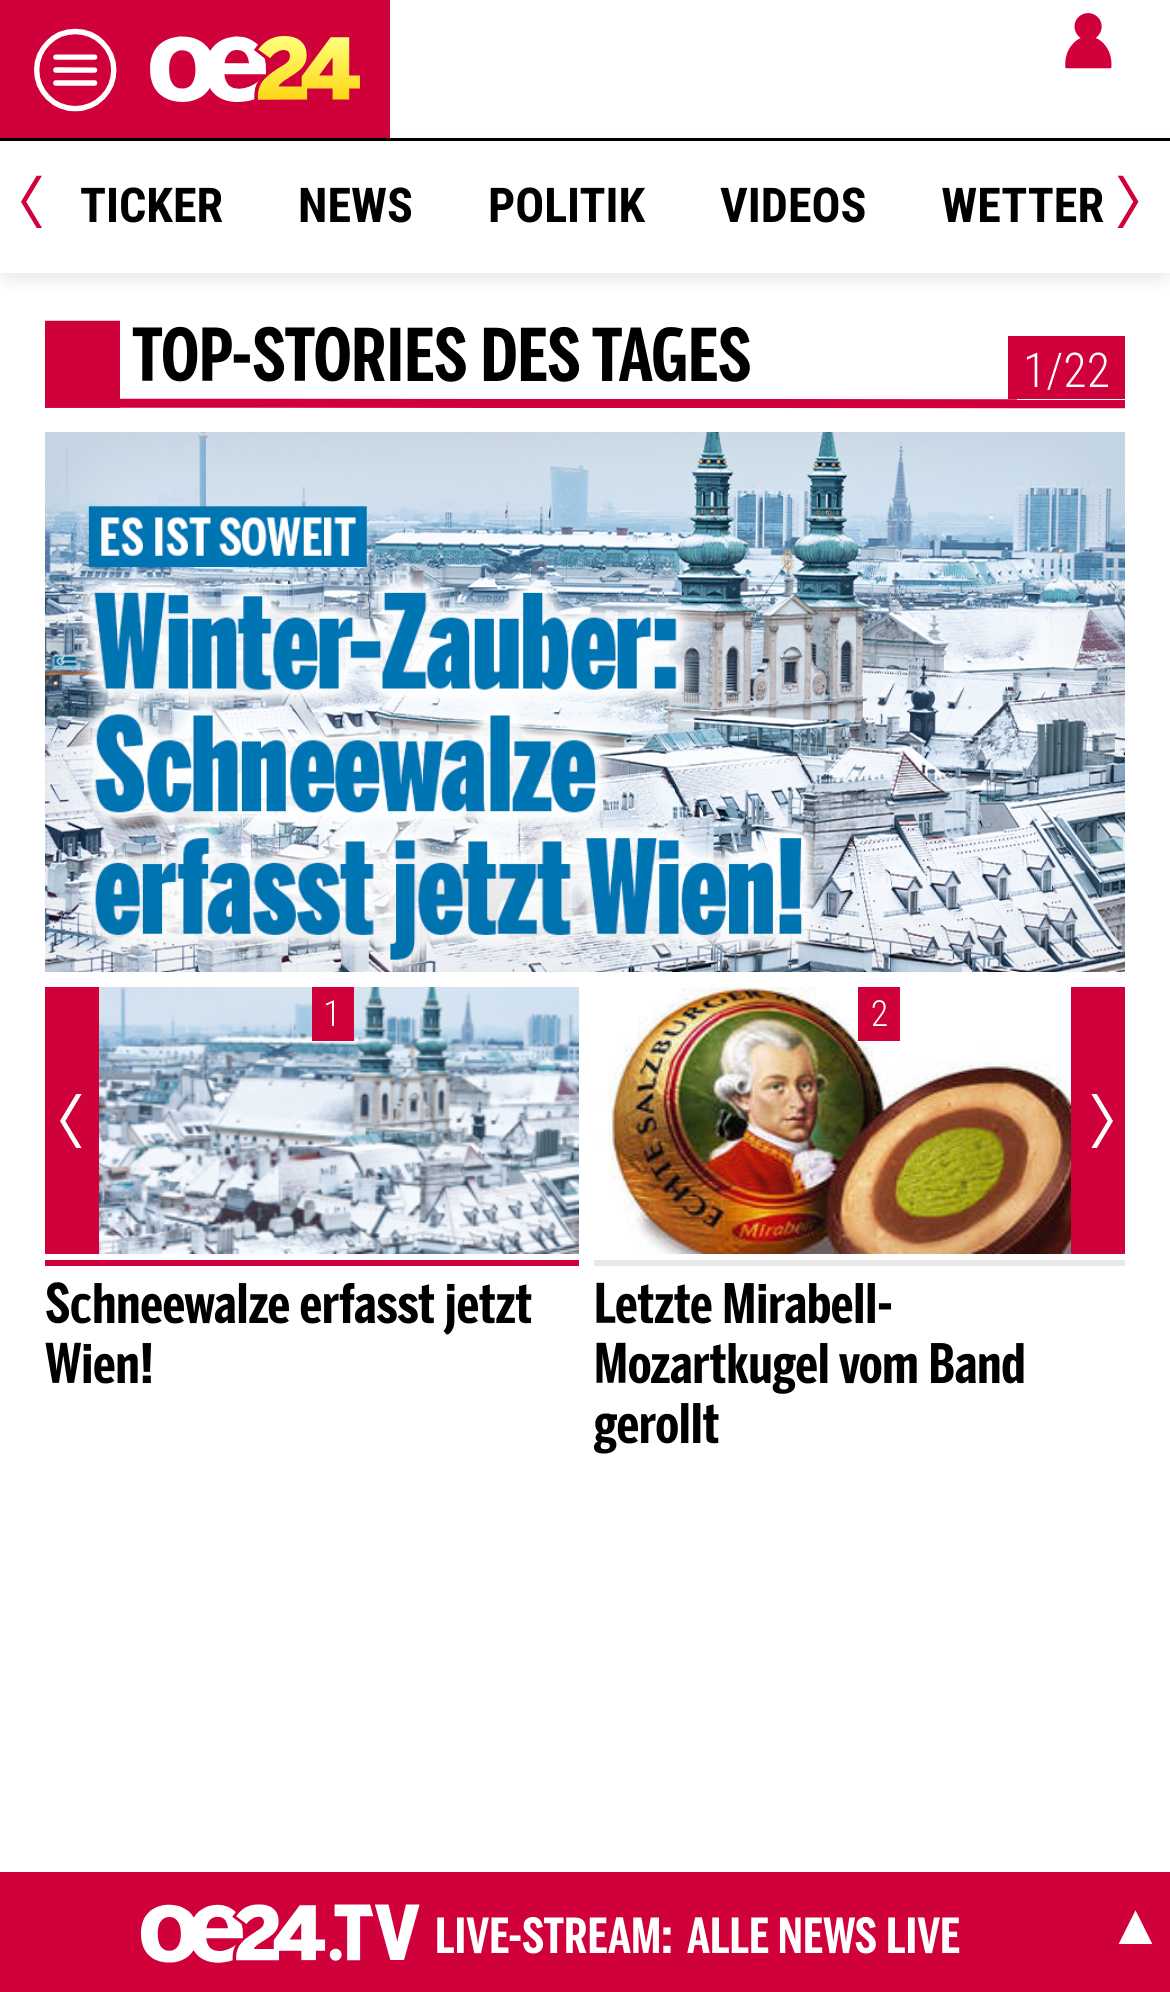 oe24
TICKER NEWS POLITIK VIDEOS WETTER
TOP-STORIES DES TAGES
1/22
ES IST SOWEIT
Winter-Zauber:
Schneewalze
erfasst jetzt Wien!
1
2
ECHTE SALZBURGER
Mirabell
Schneewalze erfasst jetzt
Wien!
Letzte Mirabell-
Mozartkugel vom Band
gerollt
oe24.TV LIVE-STREAM: ALLE NEWS LIVE